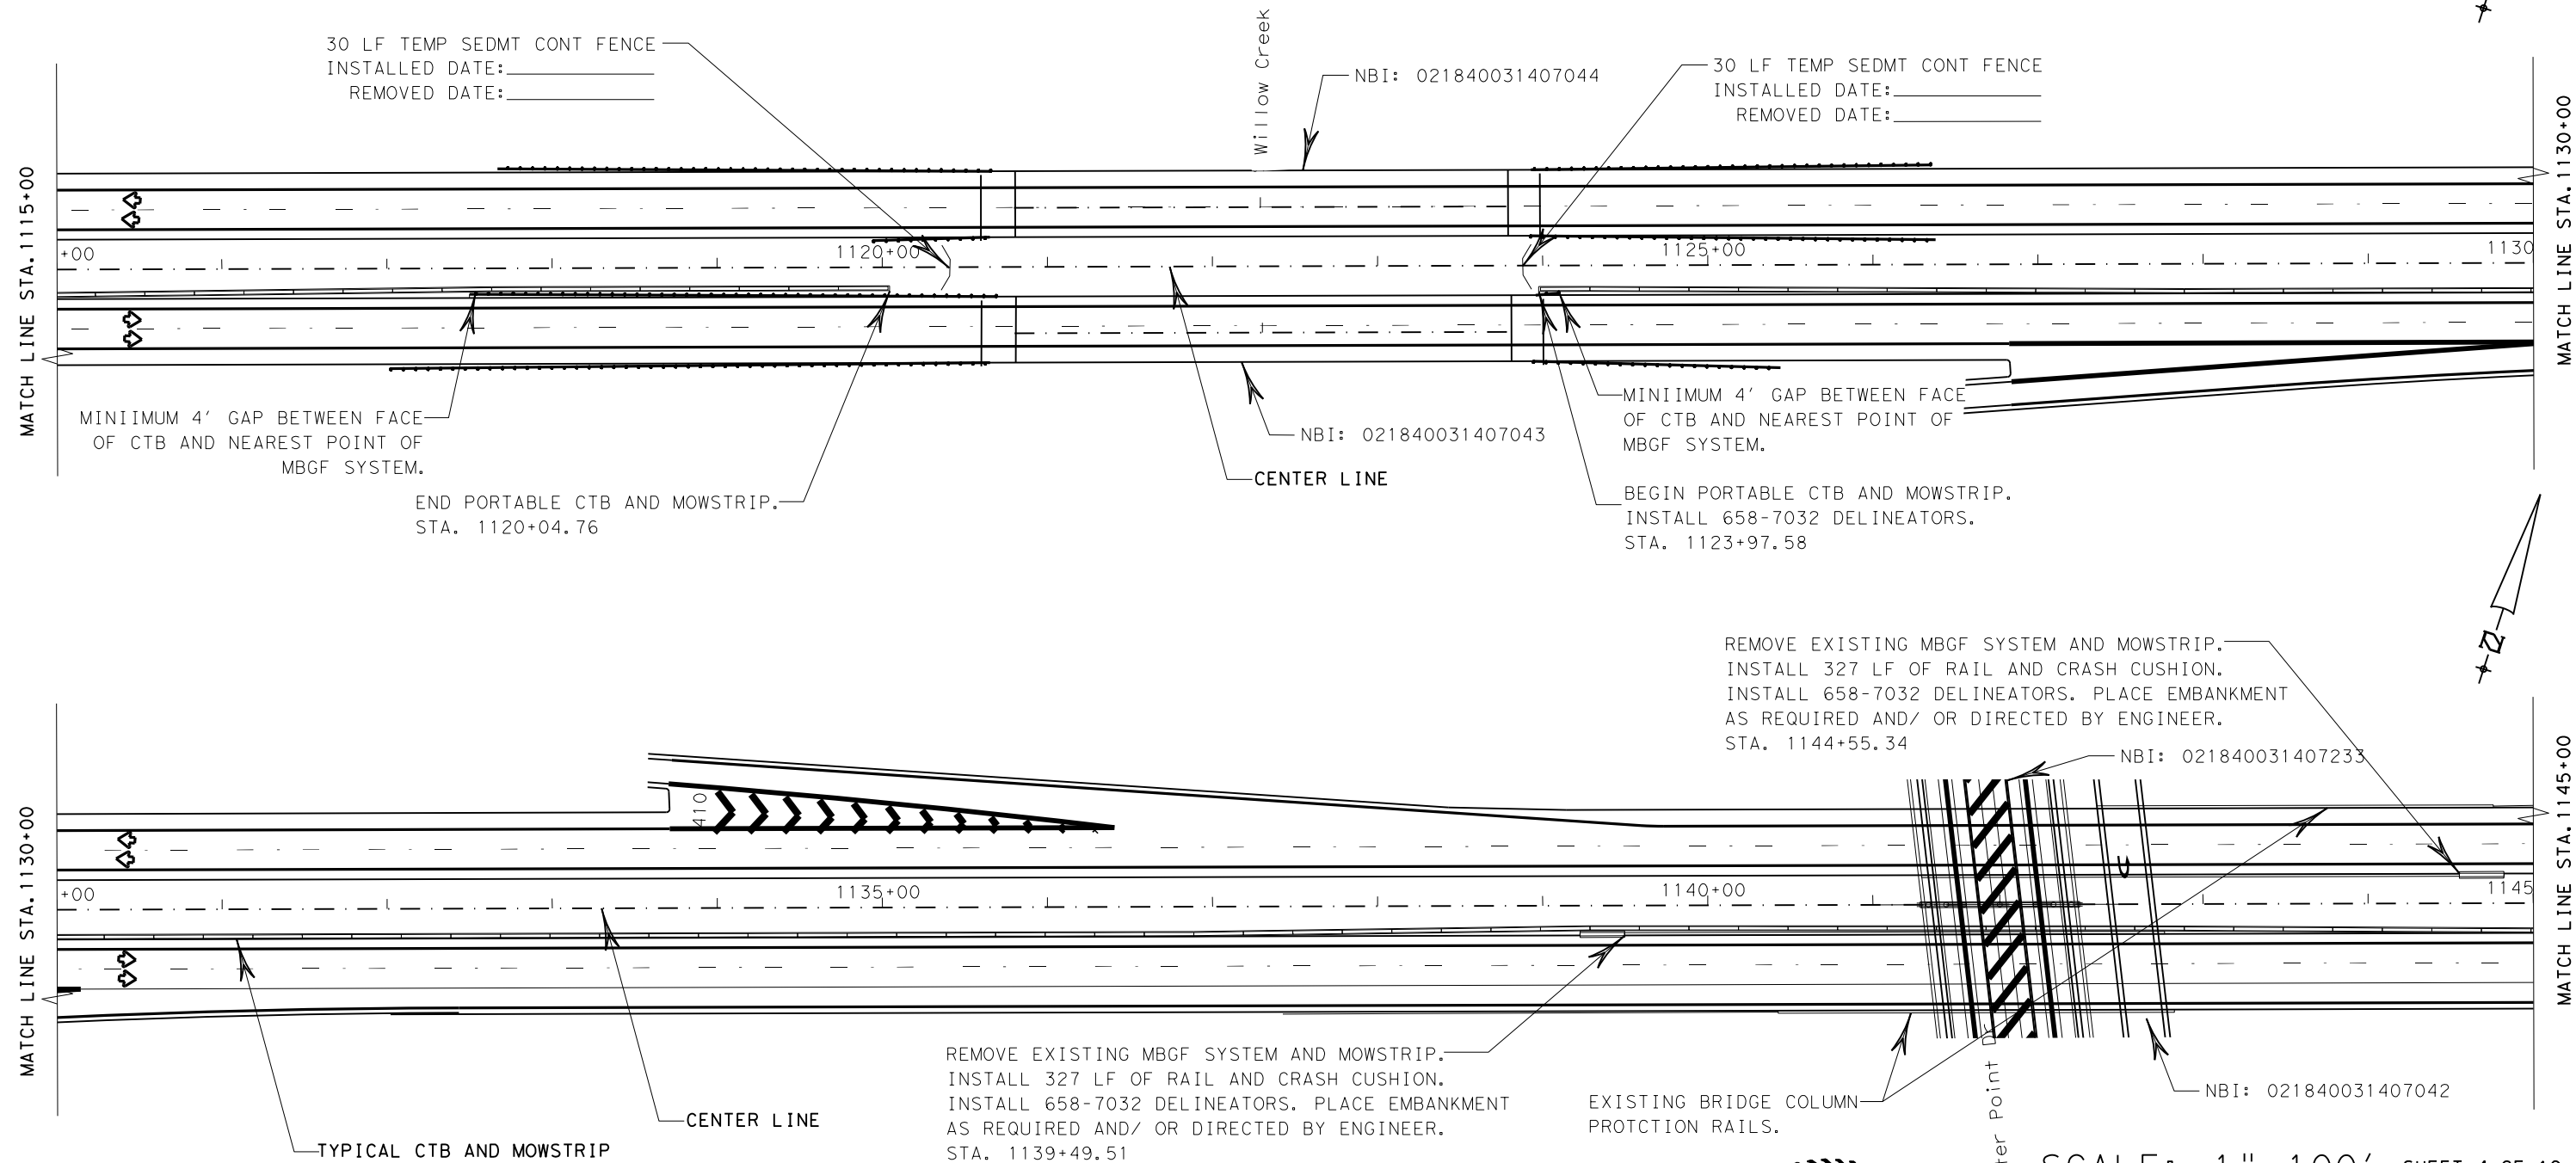 30 LF TEMP SEDMT CONT FENCE
INSTALLED DATE:
REMOVED DATE:
Willow Creek
NBI: 021840031407044
30 LF TEMP SEDMT CONT FENCE
INSTALLED DATE:
REMOVED DATE:
MATCH LINE STA. 1115+00
MATCH LINE STA. 1130+00
+00
1120+00
1125+00
1130
MINIIMUM 4' GAP BETWEEN FACE
OF CTB AND NEAREST POINT OF
MBGF SYSTEM.
END PORTABLE CTB AND MOWSTRIP.
STA. 1120+04.76
NBI: 021840031407043
CENTER LINE
MINIIMUM 4' GAP BETWEEN FACE
OF CTB AND NEAREST POINT OF
MBGF SYSTEM.
BEGIN PORTABLE CTB AND MOWSTRIP.
INSTALL 658-7032 DELINEATORS.
STA. 1123+97.58
N
REMOVE EXISTING MBGF SYSTEM AND MOWSTRIP.
INSTALL 327 LF OF RAIL AND CRASH CUSHION.
INSTALL 658-7032 DELINEATORS. PLACE EMBANKMENT
AS REQUIRED AND/ OR DIRECTED BY ENGINEER.
STA. 1144+55.34
NBI: 021840031407233
MATCH LINE STA. 1130+00
MATCH LINE STA. 1145+00
410
+00
1135+00
1140+00
1145
REMOVE EXISTING MBGF SYSTEM AND MOWSTRIP.
INSTALL 327 LF OF RAIL AND CRASH CUSHION.
INSTALL 658-7032 DELINEATORS. PLACE EMBANKMENT
AS REQUIRED AND/ OR DIRECTED BY ENGINEER.
STA. 1139+49.51
CENTER LINE
TYPICAL CTB AND MOWSTRIP
EXISTING BRIDGE COLUMN
PROTCTION RAILS.
NBI: 021840031407042
ter Point